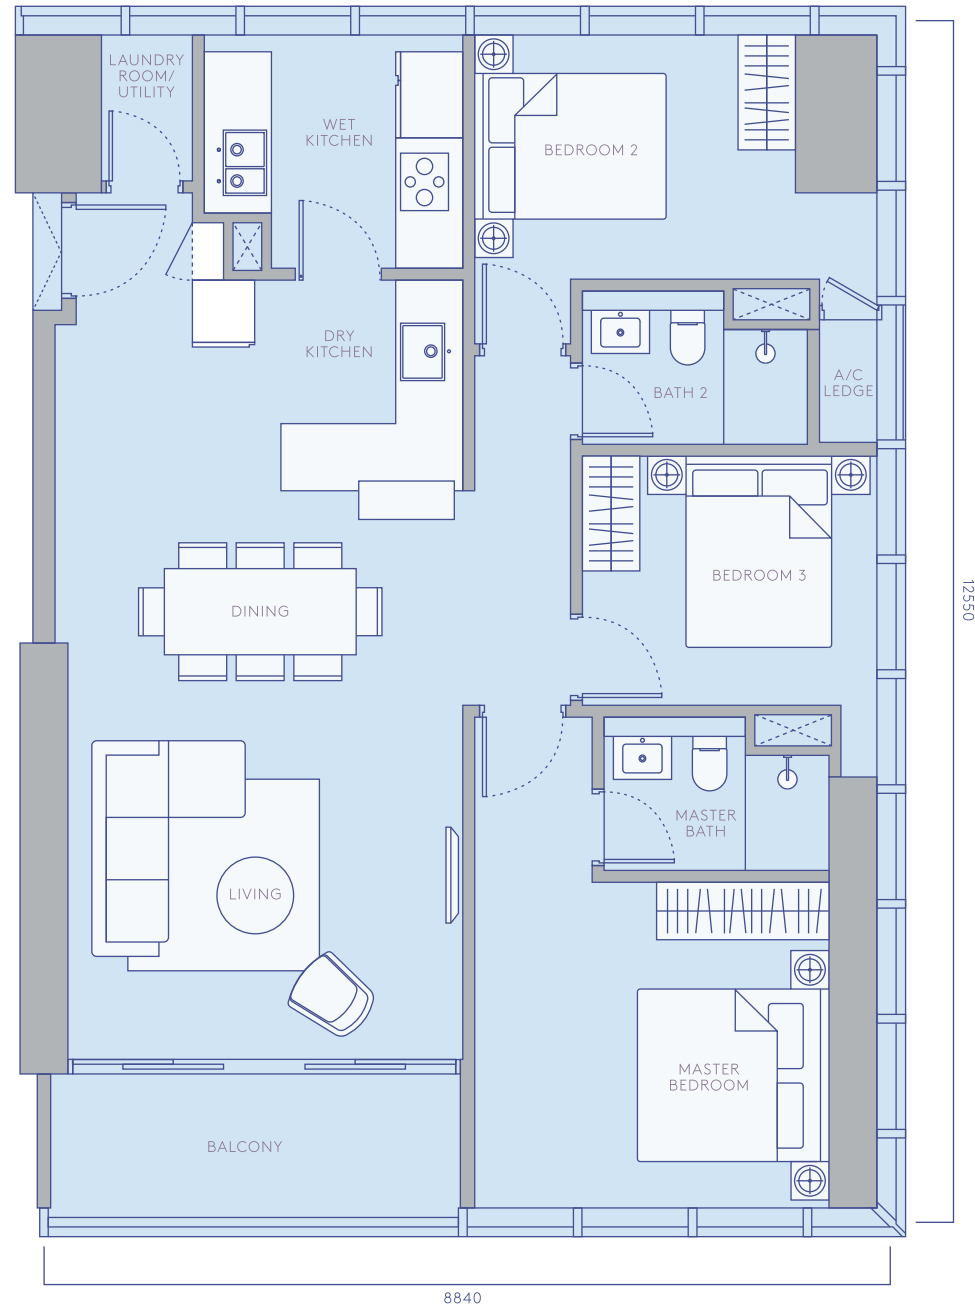 LAUNDRY
ROOM/
UTILITY
WET
KITCHEN
BEDROOM 2
DRY
KITCHEN
BATH 2
A/C
LEDGE
BEDROOM 3
12550
DINING
MASTER
BATH
LIVING
MASTER
BEDROOM
BALCONY
8840